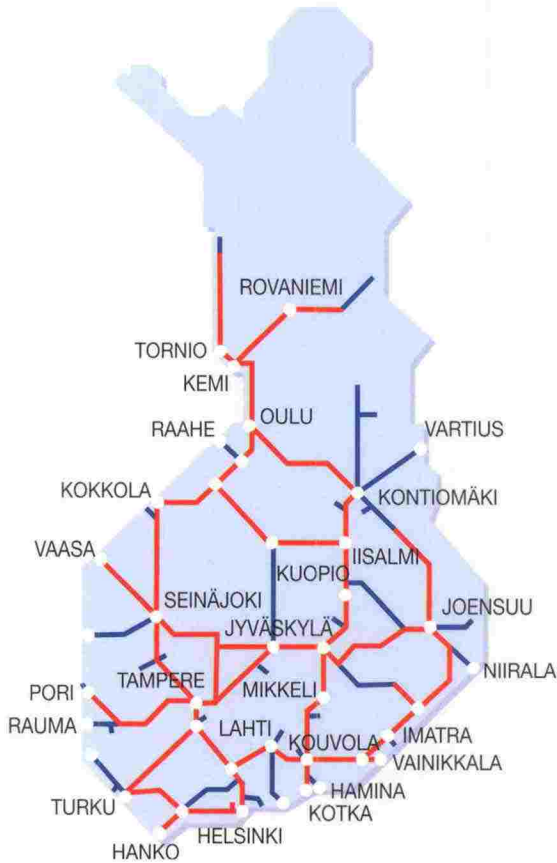 ROVANIEMI
TORNIO
KEMI
OULU
RAAHE
VARTIUS
KOKKOLA
KONTIOMÄKI
VAASA
IISALMI
KUOPIO
SEINÄJOKI
JOENSUU
JYVÄSKYLÄ
NIIRALA
TAMPERE
MIKKELI
PORI
RAUMA
LAHTI
KOUVOLA
IMATRA
VAINIKKALA
TURKU
HAMINA
KOTKA
HELSINKI
HANKO